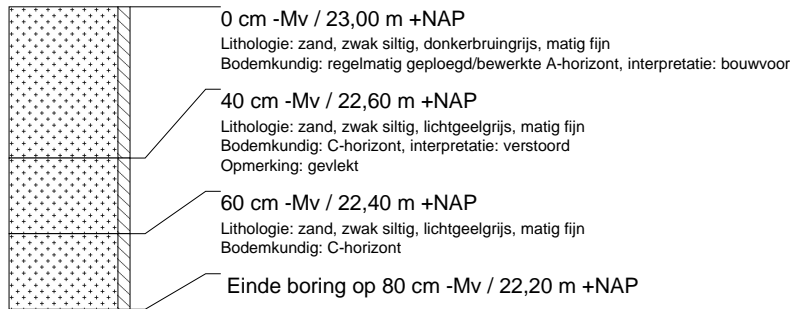 0 cm -Mv / 23,00 m +NAP
Lithologie: zand, zwak siltig, donkerbruingrijs, matig fijn
Bodemkundig: regelmatig geploegd/bewerkte A-horizont, interpretatie: bouwvoor
40 cm -Mv / 22,60 m +NAP
Lithologie: zand, zwak siltig, lichtgeelgrijs, matig fijn
Bodemkundig: C-horizont, interpretatie: verstoord
Opmerking: gevlekt
60 cm -Mv / 22,40 m +NAP
Lithologie: zand, zwak siltig, lichtgeelgrijs, matig fijn
Bodemkundig: C-horizont
Einde boring op 80 cm -Mv / 22,20 m +NAP